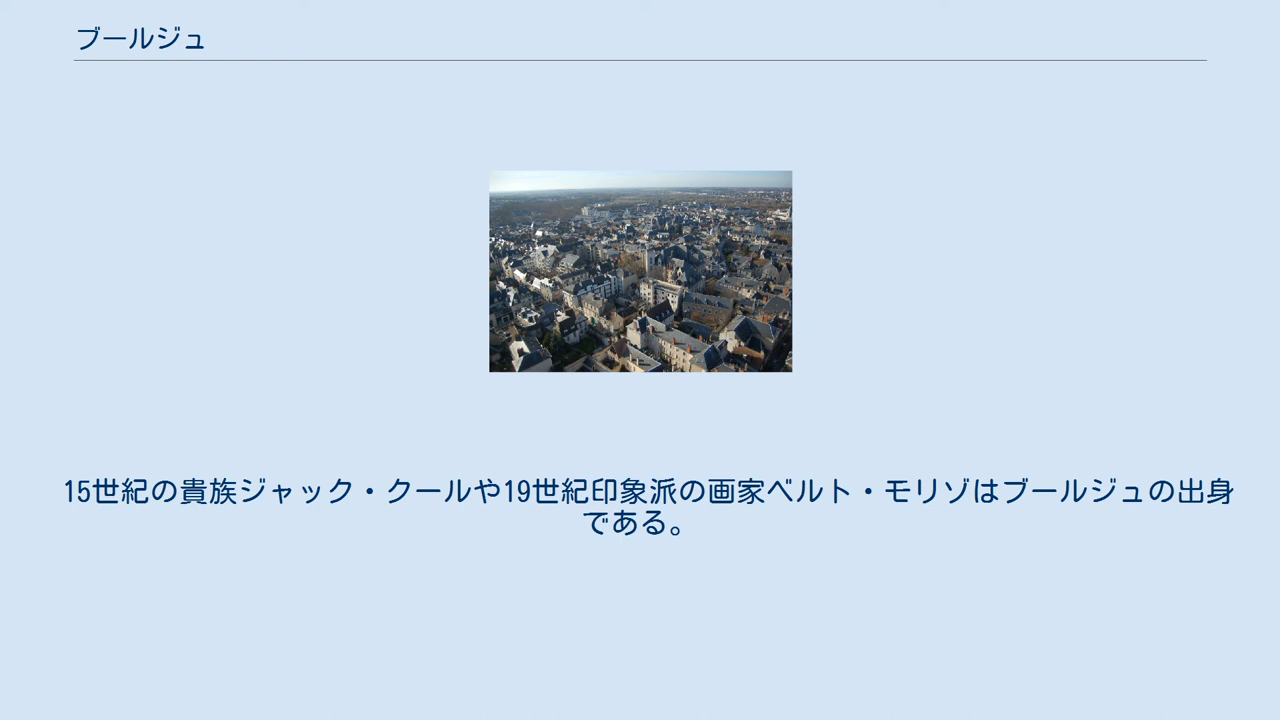 ブールジュ
15世紀の貴族ジャック・クールや19世紀印象派の画家ベルト・モリゾはブールジュの出身
である。